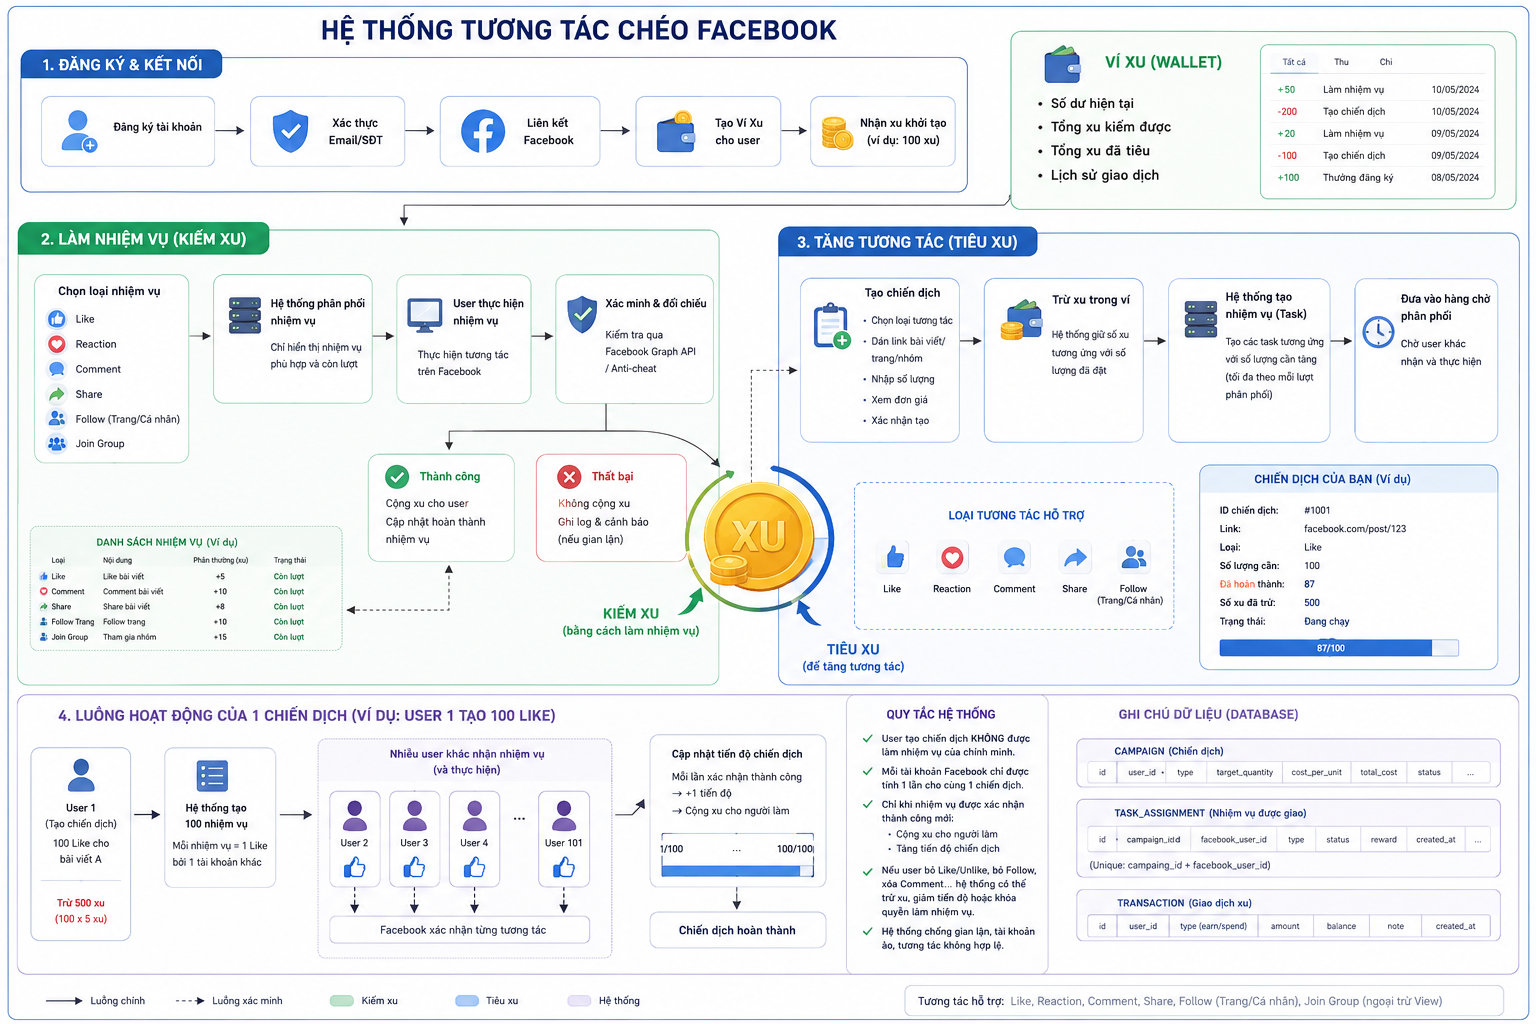 HỆ THỐNG TƯƠNG TÁC CHÉO FACEBOOK
1. ĐĂNG KÝ & KẾT NỐI
Đăng ký tài khoản
Xác thực
Email/SĐT
Liên kết
Facebook
Tạo Ví Xu
cho user
Nhận xu khởi tạo
(ví dụ: 100 xu)
VÍ XU (WALLET)
• Số dư hiện tại
• Tổng xu kiếm được
• Tổng xu đã tiêu
• Lịch sử giao dịch
Tất cả Thu Chi
+50 Làm nhiệm vụ 10/05/2024
-200 Tạo chiến dịch 10/05/2024
+20 Làm nhiệm vụ 09/05/2024
-100 Tạo chiến dịch 09/05/2024
+100 Thưởng đăng ký 08/05/2024
2. LÀM NHIỆM VỤ (KIẾM XU)
Chọn loại nhiệm vụ
Like
Reaction
Comment
Share
Follow (Trang/Cá nhân)
Join Group
Hệ thống phân phối
nhiệm vụ
Chỉ hiển thị nhiệm vụ
phù hợp và còn lượt
User thực hiện
nhiệm vụ
Thực hiện tương tác
trên Facebook
Xác minh & đối chiếu
Kiểm tra qua
Facebook Graph API
/ Anti-cheat
Thành công
Cộng xu cho user
Cập nhật hoàn thành
nhiệm vụ
Thất bại
Không cộng xu
Ghi log & cảnh báo
(nếu gian lận)
DANH SÁCH NHIỆM VỤ (Ví dụ)
Loại Nội dung Phần thưởng (xu) Trạng thái
Like Like bài viết +5 Còn lượt
Comment Comment bài viết +10 Còn lượt
Share Share bài viết +8 Còn lượt
Follow Trang Follow trang +10 Còn lượt
Join Group Tham gia nhóm +15 Còn lượt
XU
KIẾM XU
(bằng cách làm nhiệm vụ)
TIÊU XU
(để tăng tương tác)
3. TĂNG TƯƠNG TÁC (TIÊU XU)
Tạo chiến dịch
• Chọn loại tương tác
• Dán link bài viết/
trang/nhóm
• Nhập số lượng
• Xem đơn giá
• Xác nhận tạo
Trừ xu trong ví
Hệ thống giữ số xu
tương ứng với số
lượng đã đặt
Hệ thống tạo
nhiệm vụ (Task)
Tạo các task tương ứng
với số lượng cần tăng
(tối đa theo mỗi lượt
phân phối)
Đưa vào hàng chờ
phân phối
Chờ user khác
nhận và thực hiện
LOẠI TƯƠNG TÁC HỖ TRỢ
Like Reaction Comment Share Follow
(Trang/Cá nhân)
CHIẾN DỊCH CỦA BẠN (Ví dụ)
ID chiến dịch: #1001
Link: facebook.com/post/123
Loại: Like
Số lượng cần: 100
Đã hoàn thành: 87
Số xu đã trừ: 500
Trạng thái: Đang chạy
87/100
4. LUỒNG HOẠT ĐỘNG CỦA 1 CHIẾN DỊCH (VÍ DỤ: USER 1 TẠO 100 LIKE)
User 1
(Tạo chiến dịch)
100 Like cho
bài viết A
Trừ 500 xu
(100 x 5 xu)
Hệ thống tạo
100 nhiệm vụ
Mỗi nhiệm vụ = 1 Like
bởi 1 tài khoản khác
Nhiều user khác nhận nhiệm vụ
(và thực hiện)
User 2 User 3 User 4 ... User 101
Facebook xác nhận từng tương tác
Cập nhật tiến độ chiến dịch
Mỗi lần xác nhận thành công
→ +1 tiến độ
→ Cộng xu cho người làm
1/100 ... 100/100
Chiến dịch hoàn thành
QUY TẮC HỆ THỐNG
User tạo chiến dịch KHÔNG được
làm nhiệm vụ của chính mình.
Mỗi tài khoản Facebook chỉ được
tính 1 lần cho cùng 1 chiến dịch.
Chỉ khi nhiệm vụ được xác nhận
thành công mới:
• Cộng xu cho người làm
• Tăng tiến độ chiến dịch
Nếu user bỏ Like/Unlike, bỏ Follow,
xóa Comment... hệ thống có thể
trừ xu, giảm tiến độ hoặc khóa
quyền làm nhiệm vụ.
Hệ thống chống gian lận, tài khoản
ảo, tương tác không hợp lệ.
GHI CHÚ DỮ LIỆU (DATABASE)
CAMPAIGN (Chiến dịch)
id user_id type target_quantity cost_per_unit total_cost status ...
TASK_ASSIGNMENT (Nhiệm vụ được giao)
id campaign_idd facebook_user_id type status reward created_at ...
(Unique: campaing_id + facebook_user_id)
TRANSACTION (Giao dịch xu)
id user_id type (earn/spend) amount balance note created_at
Luồng chính Luồng xác minh Kiếm xu Tiêu xu Hệ thống
Tương tác hỗ trợ: Like, Reaction, Comment, Share, Follow (Trang/Cá nhân), Join Group (ngoại trừ View)